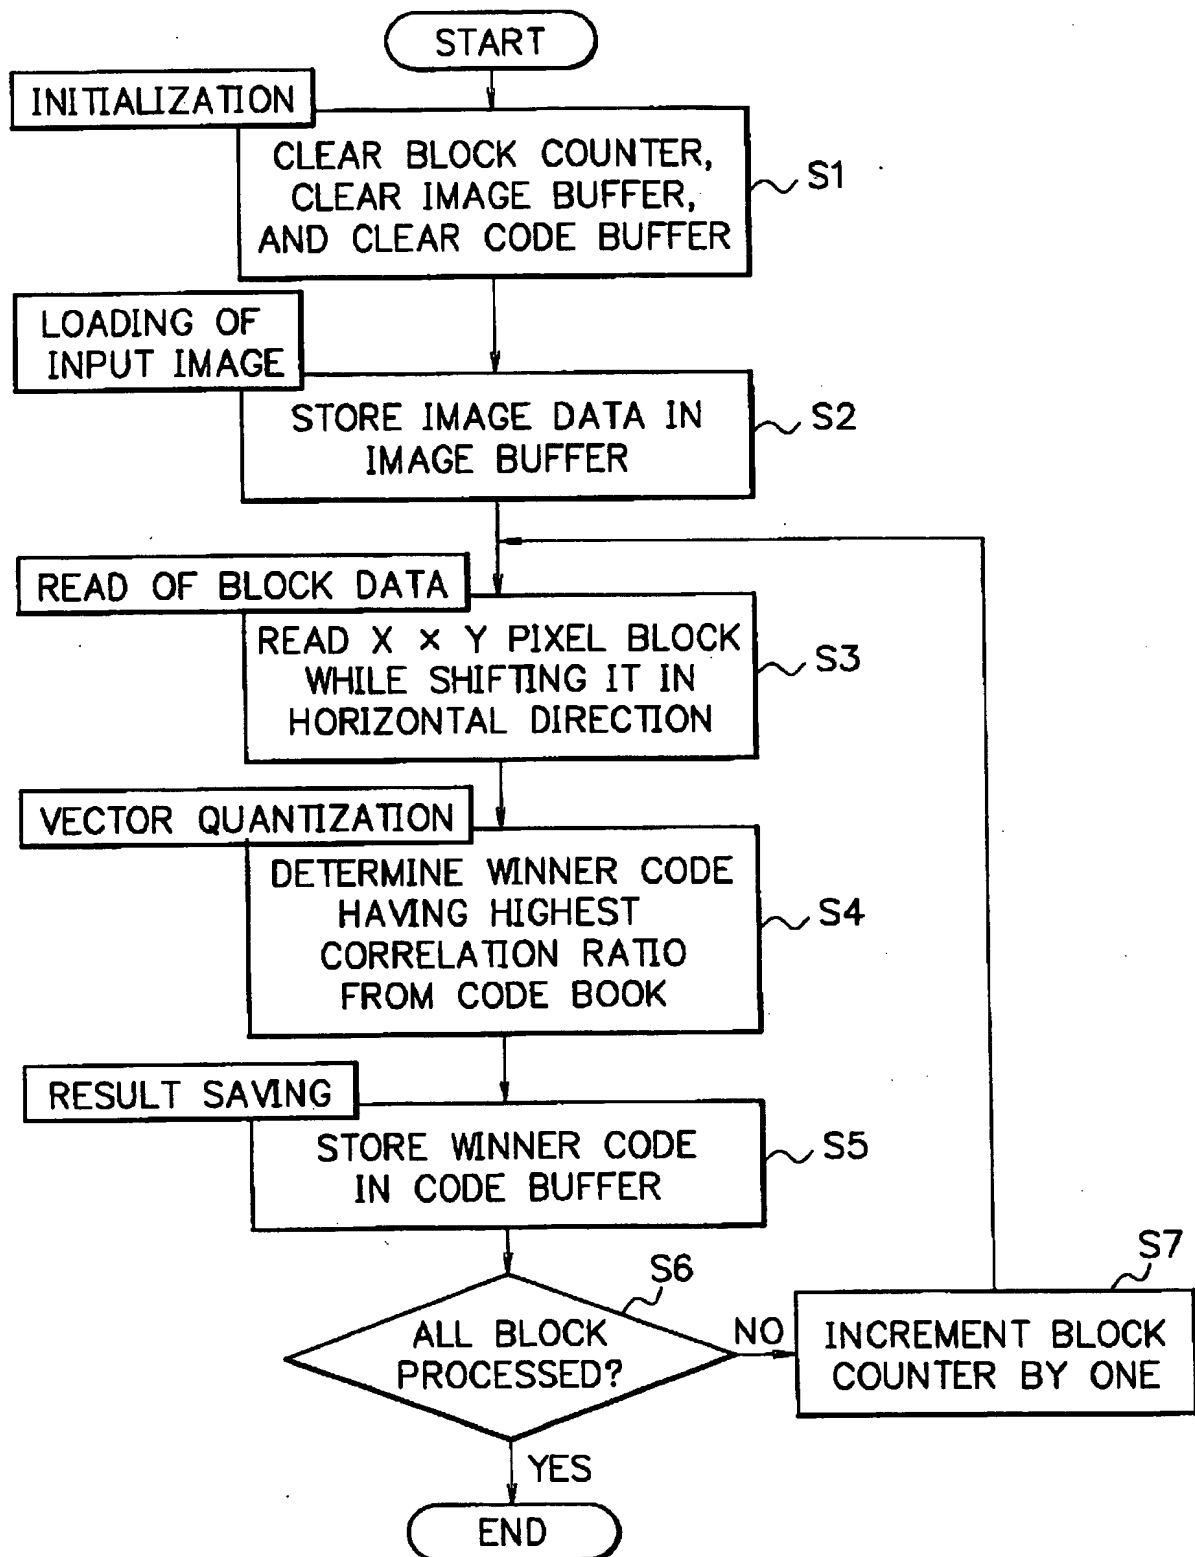 START
INITIALIZATION
CLEAR BLOCK COUNTER,
CLEAR IMAGE BUFFER,
AND CLEAR CODE BUFFER
S1
LOADING OF
INPUT IMAGE
STORE IMAGE DATA IN
IMAGE BUFFER
S2
READ OF BLOCK DATA
READ X × Y PIXEL BLOCK
WHILE SHIFTING IT IN
HORIZONTAL DIRECTION
S3
VECTOR QUANTIZATION
DETERMINE WINNER CODE
HAVING HIGHEST
CORRELATION RATIO
FROM CODE BOOK
S4
RESULT SAVING
STORE WINNER CODE
IN CODE BUFFER
S5
S6
ALL BLOCK
PROCESSED?
NO
S7
INCREMENT BLOCK
COUNTER BY ONE
YES
END